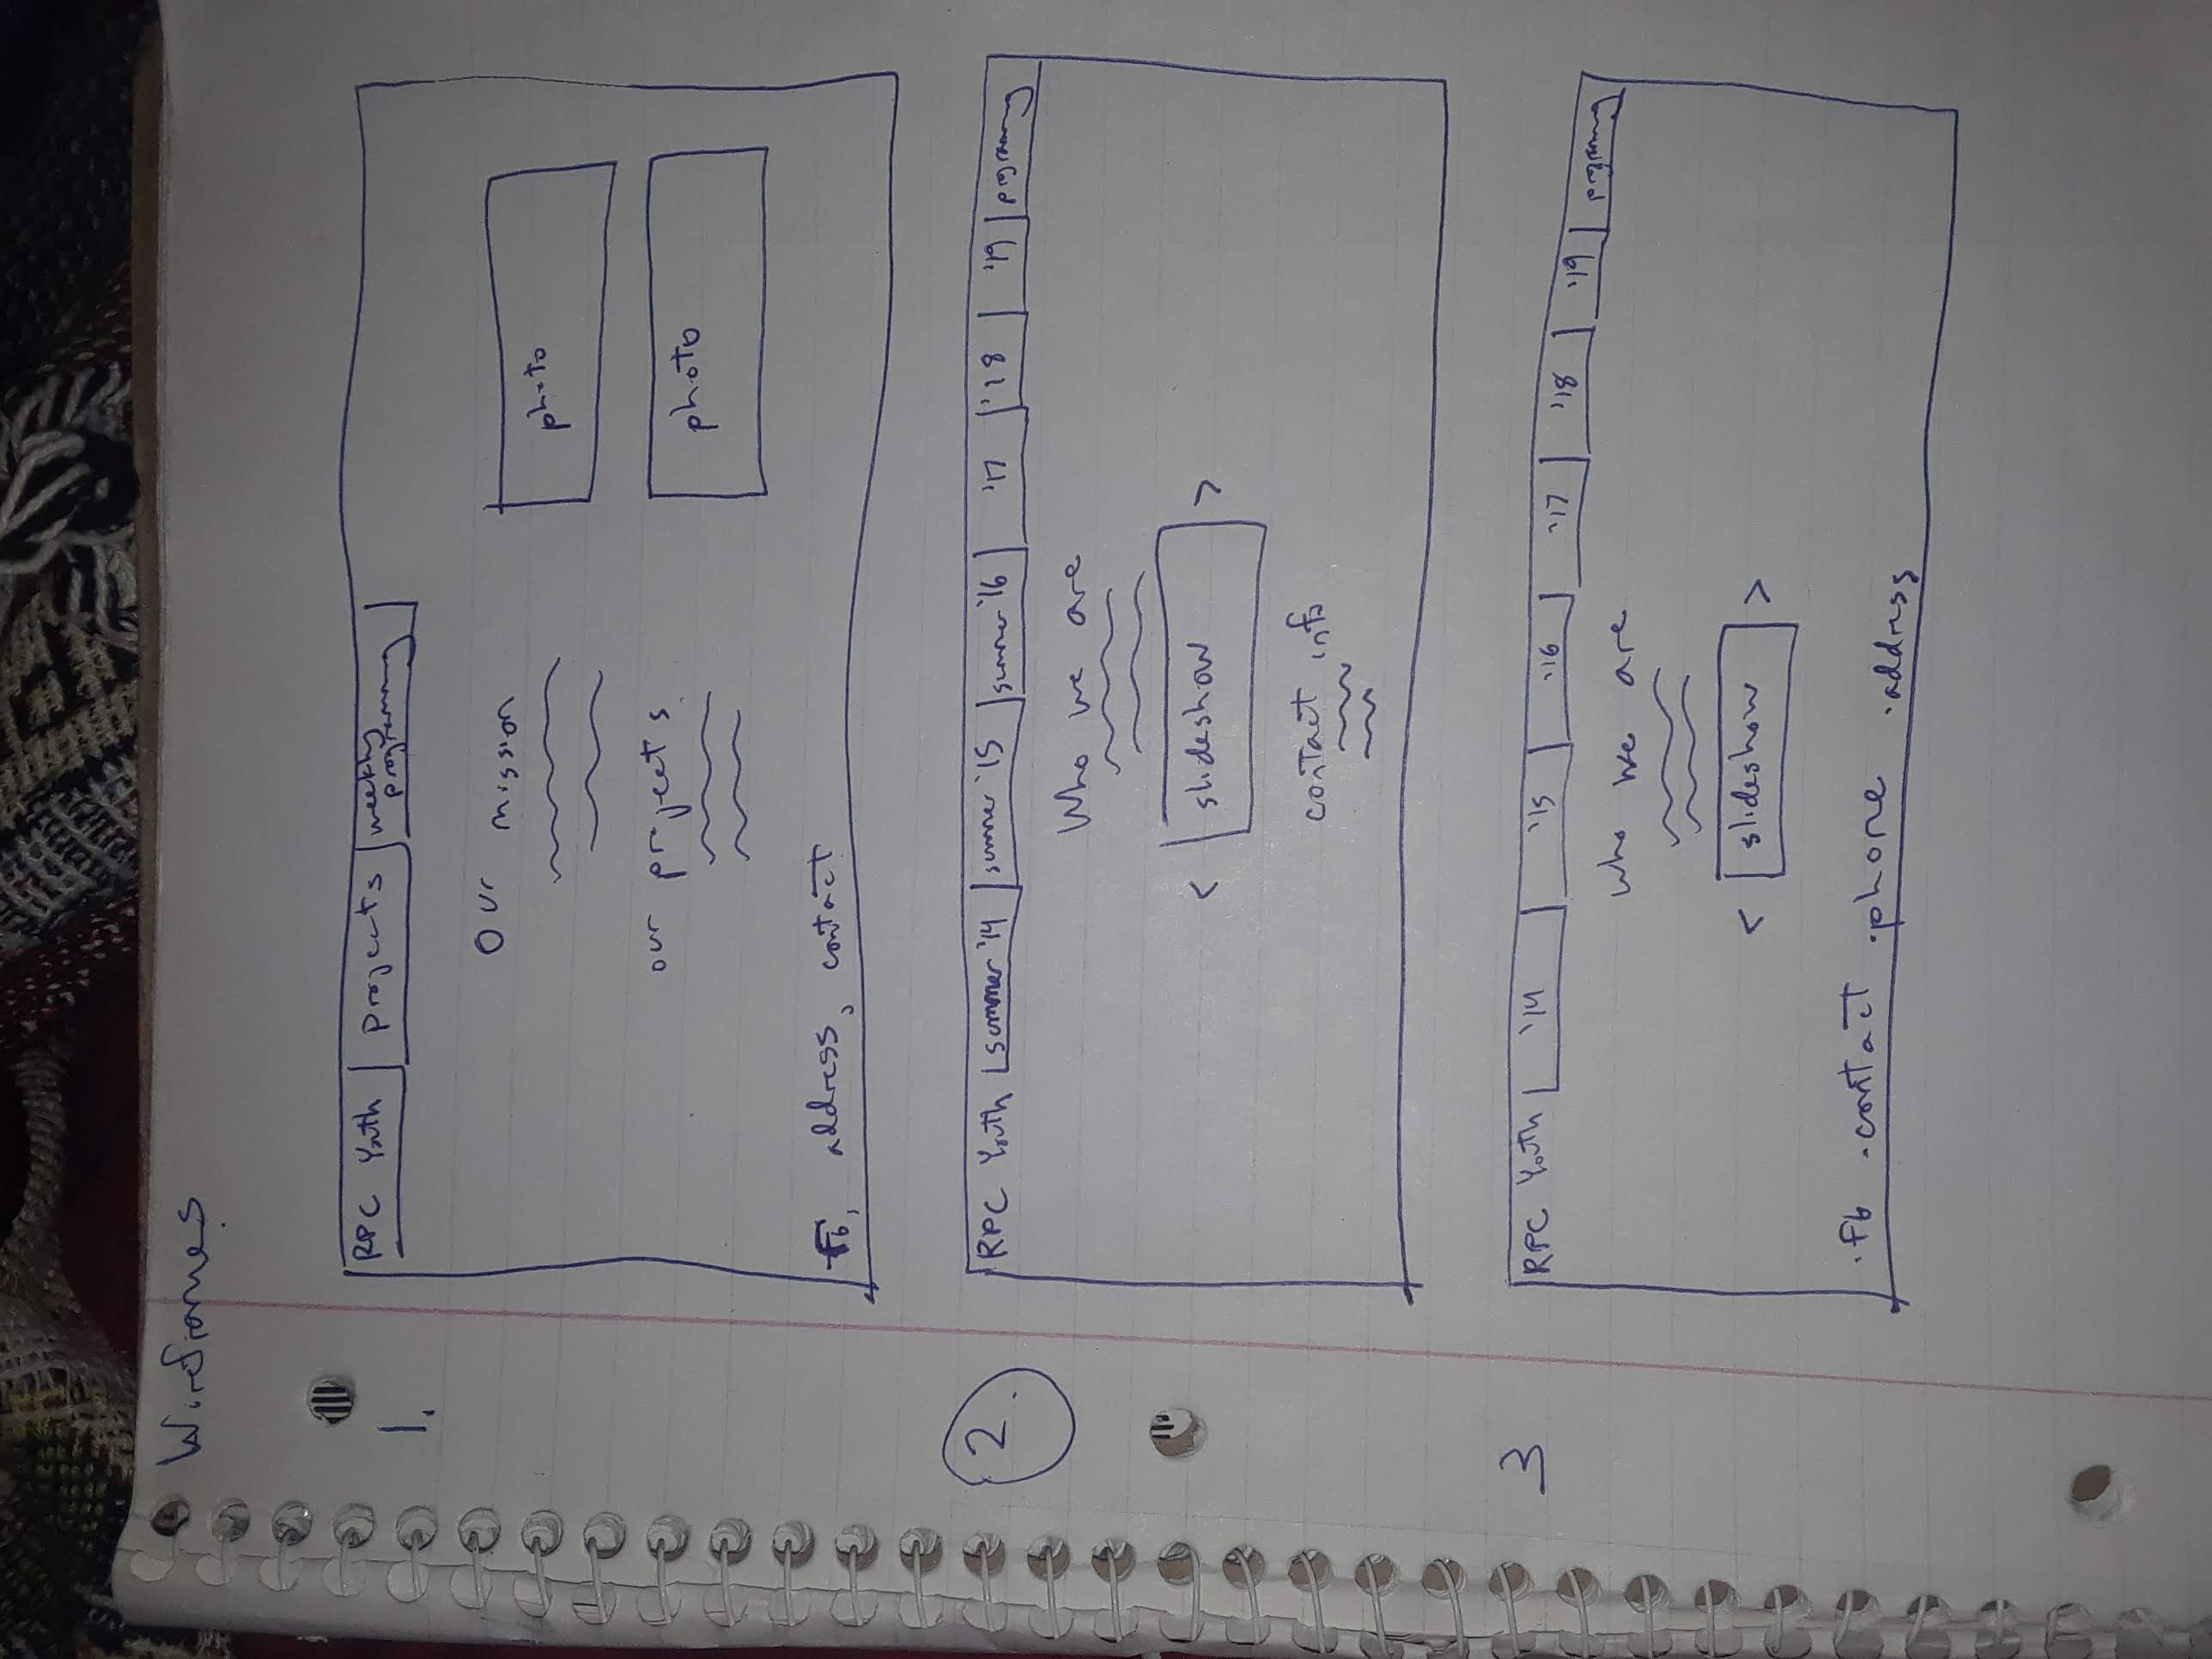 Wireframes
1.
RPC Youth projects weekly programming
Our mission
photo
our projects
photo
fb, address, contact
2.
RPC Youth summer '14 summer '15 summer '16 '17 '18 '19 programming
Who we are
< slideshow >
contact info
3
RPC Youth '14 '15 '16 '17 '18 '19 programming
who we are
< slideshow >
.fb .contact .phone .address